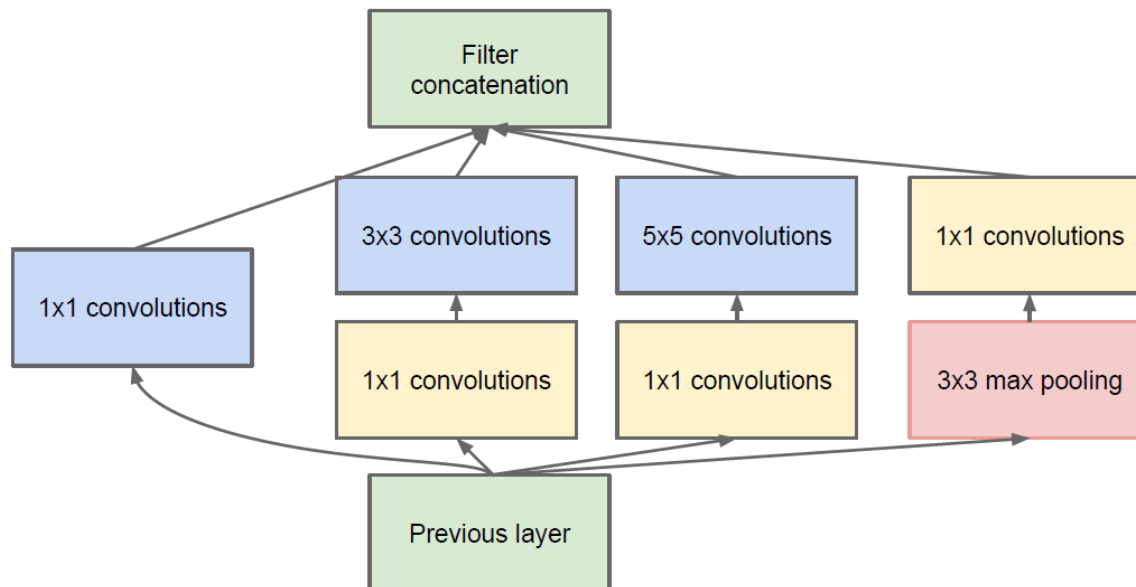 Filter
concatenation
3x3 convolutions
5x5 convolutions
1x1 convolutions
1x1 convolutions
1x1 convolutions
1x1 convolutions
3x3 max pooling
Previous layer